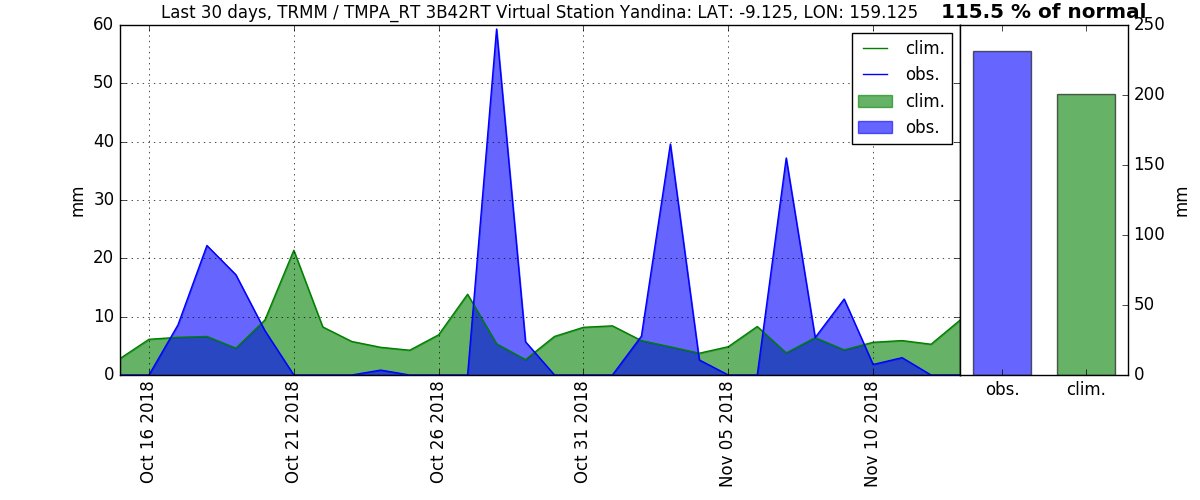 Last 30 days, TRMM / TMPA_RT 3B42RT Virtual Station Yandina: LAT: -9.125, LON: 159.125
115.5 % of normal
60
50
40
30
20
10
0
mm
clim.
obs.
clim.
obs.
Oct 16 2018
Oct 21 2018
Oct 26 2018
Oct 31 2018
Nov 05 2018
Nov 10 2018
250
200
150
100
50
0
mm
obs.
clim.